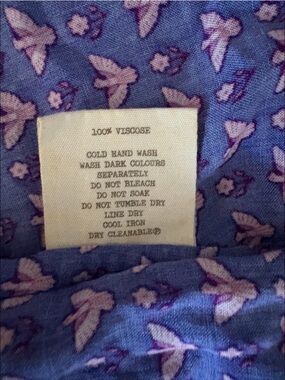 100% VISCOSE
COLD HAND WASH
WASH DARK COLOURS
SEPARATELY
DO NOT BLEACH
DO NOT SOAK
DO NOT TUMBLE DRY
LINE DRY
COOL IRON
DRY CLEANABLEⓅ